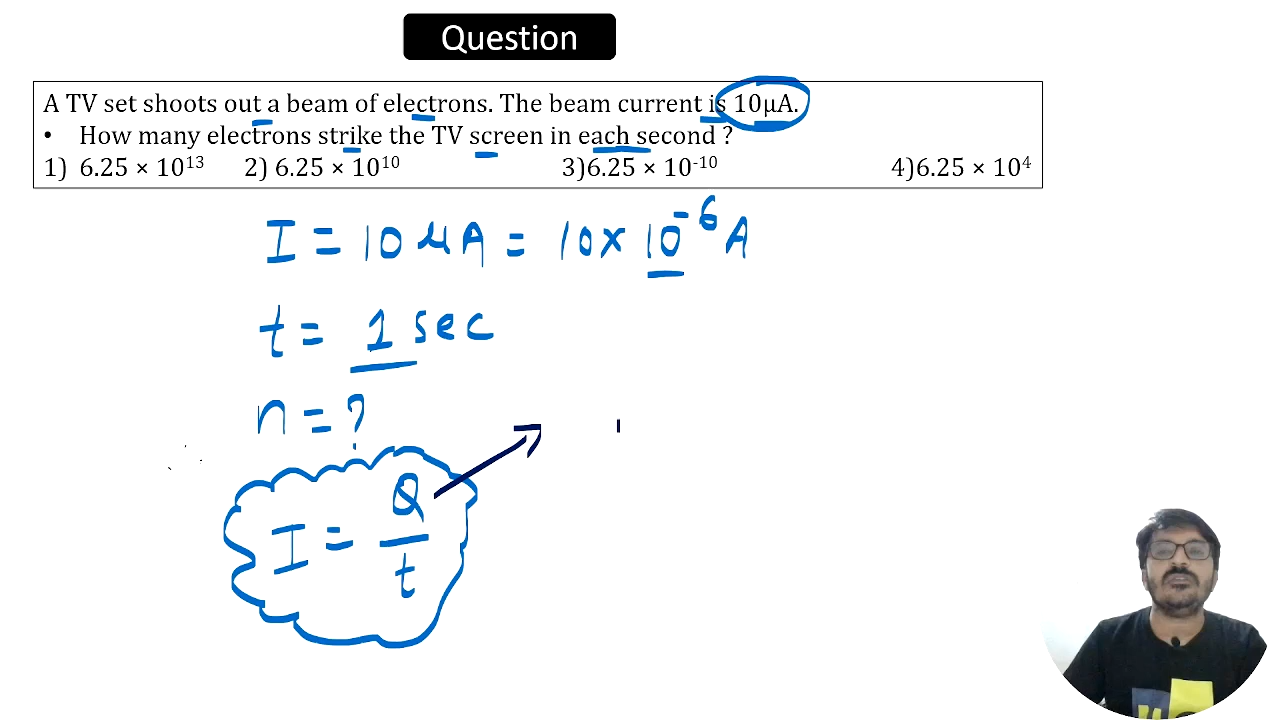 Question
A TV set shoots out a beam of electrons. The beam current is 10μA.
• How many electrons strike the TV screen in each second ?
1) 6.25 × 10¹³ 2) 6.25 × 10¹⁰ 3)6.25 × 10⁻¹⁰ 4)6.25 × 10⁴
I = 10 μA = 10 x 10⁻⁶ A
t = 1 sec
n = ?
I = Q/t